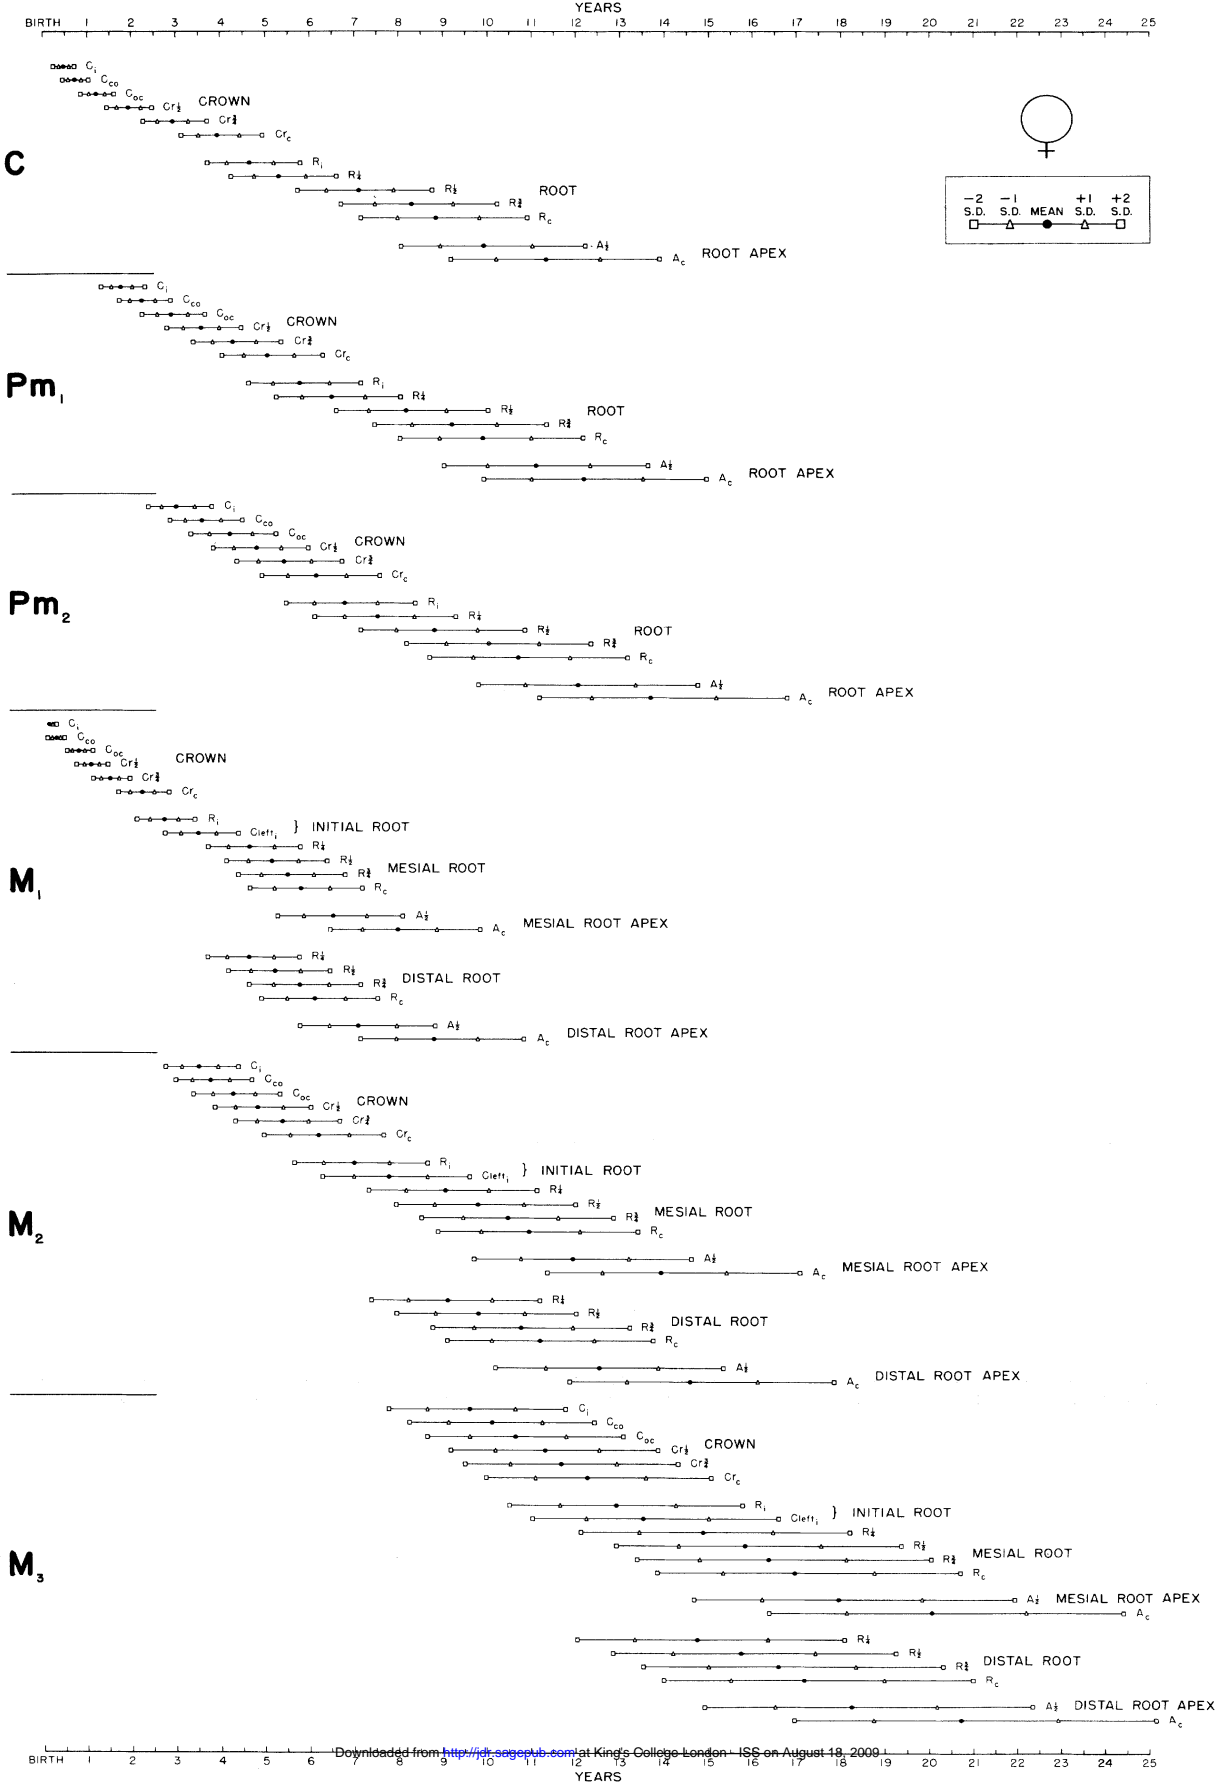 YEARS
BIRTH 1 2 3 4 5 6 7 8 9 10 11 12 13 14 15 16 17 18 19 20 21 22 23 24 25
C
Ci
Cco
Coc
Cr½ CROWN
Cr¾
Crc
Ri
R¼
R½ ROOT
R¾
Rc
A½
Ac ROOT APEX
−2 −1 +1 +2
S.D. S.D. MEAN S.D. S.D.
Pm1
Ci
Cco
Coc
Cr½ CROWN
Cr¾
Crc
Ri
R¼
R½ ROOT
R¾
Rc
A½
Ac ROOT APEX
Pm2
Ci
Cco
Coc
Cr½ CROWN
Cr¾
Crc
Ri
R¼
R½ ROOT
R¾
Rc
A½
Ac ROOT APEX
M1
Ci
Cco
Coc
Cr½ CROWN
Cr¾
Crc
Ri
Clefti } INITIAL ROOT
R¼
R½
R¾ MESIAL ROOT
Rc
A½
Ac MESIAL ROOT APEX
R¼
R½
R¾ DISTAL ROOT
Rc
A½
Ac DISTAL ROOT APEX
M2
Ci
Cco
Coc
Cr½ CROWN
Cr¾
Crc
Ri
Clefti } INITIAL ROOT
R¼
R½
R¾ MESIAL ROOT
Rc
A½
Ac MESIAL ROOT APEX
R¼
R½
R¾ DISTAL ROOT
Rc
A½
Ac DISTAL ROOT APEX
M3
Ci
Cco
Coc
Cr½ CROWN
Cr¾
Crc
Ri
Clefti } INITIAL ROOT
R¼
R½
R¾ MESIAL ROOT
Rc
A½ MESIAL ROOT APEX
Ac
R¼
R½
R¾ DISTAL ROOT
Rc
A½ DISTAL ROOT APEX
Ac
Downloaded from http://jdr.sagepub.com at King's College London - ISS on August 18, 2009
BIRTH 1 2 3 4 5 6 7 8 9 10 11 12 13 14 15 16 17 18 19 20 21 22 23 24 25
YEARS